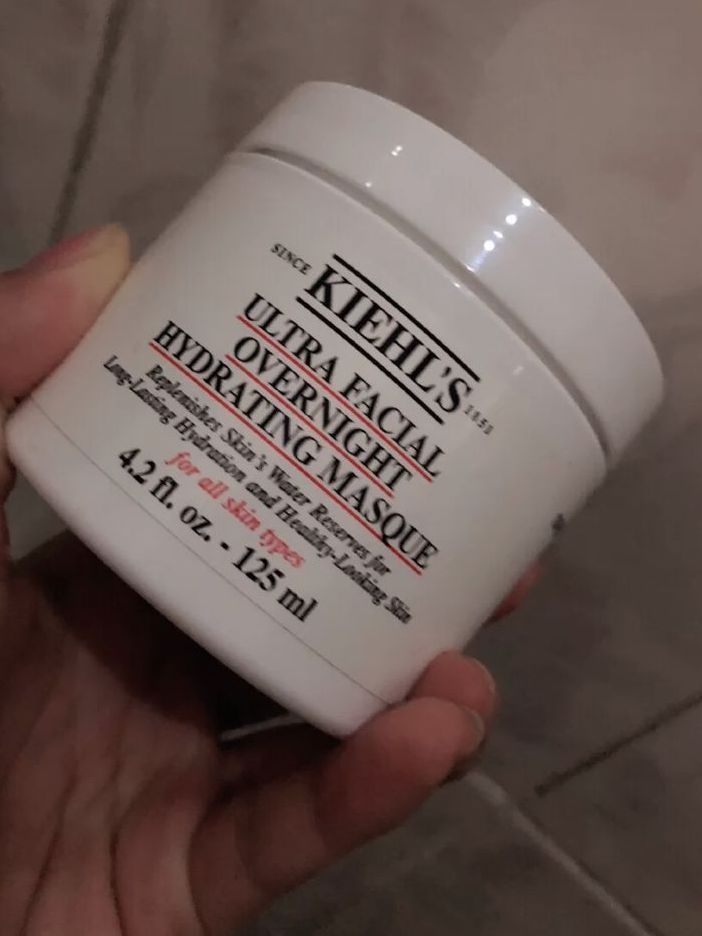 SINCE KIEHL'S 1851
ULTRA FACIAL
OVERNIGHT
HYDRATING MASQUE
Replenishes Skin's Water Reserves for
Long-Lasting Hydration and Healthy-Looking Skin
for all skin types
4.2 fl. oz. - 125 ml